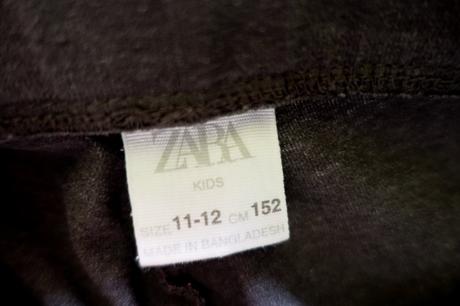 ZARA
KIDS
SIZE 11-12 CM 152
MADE IN BANGLADESH